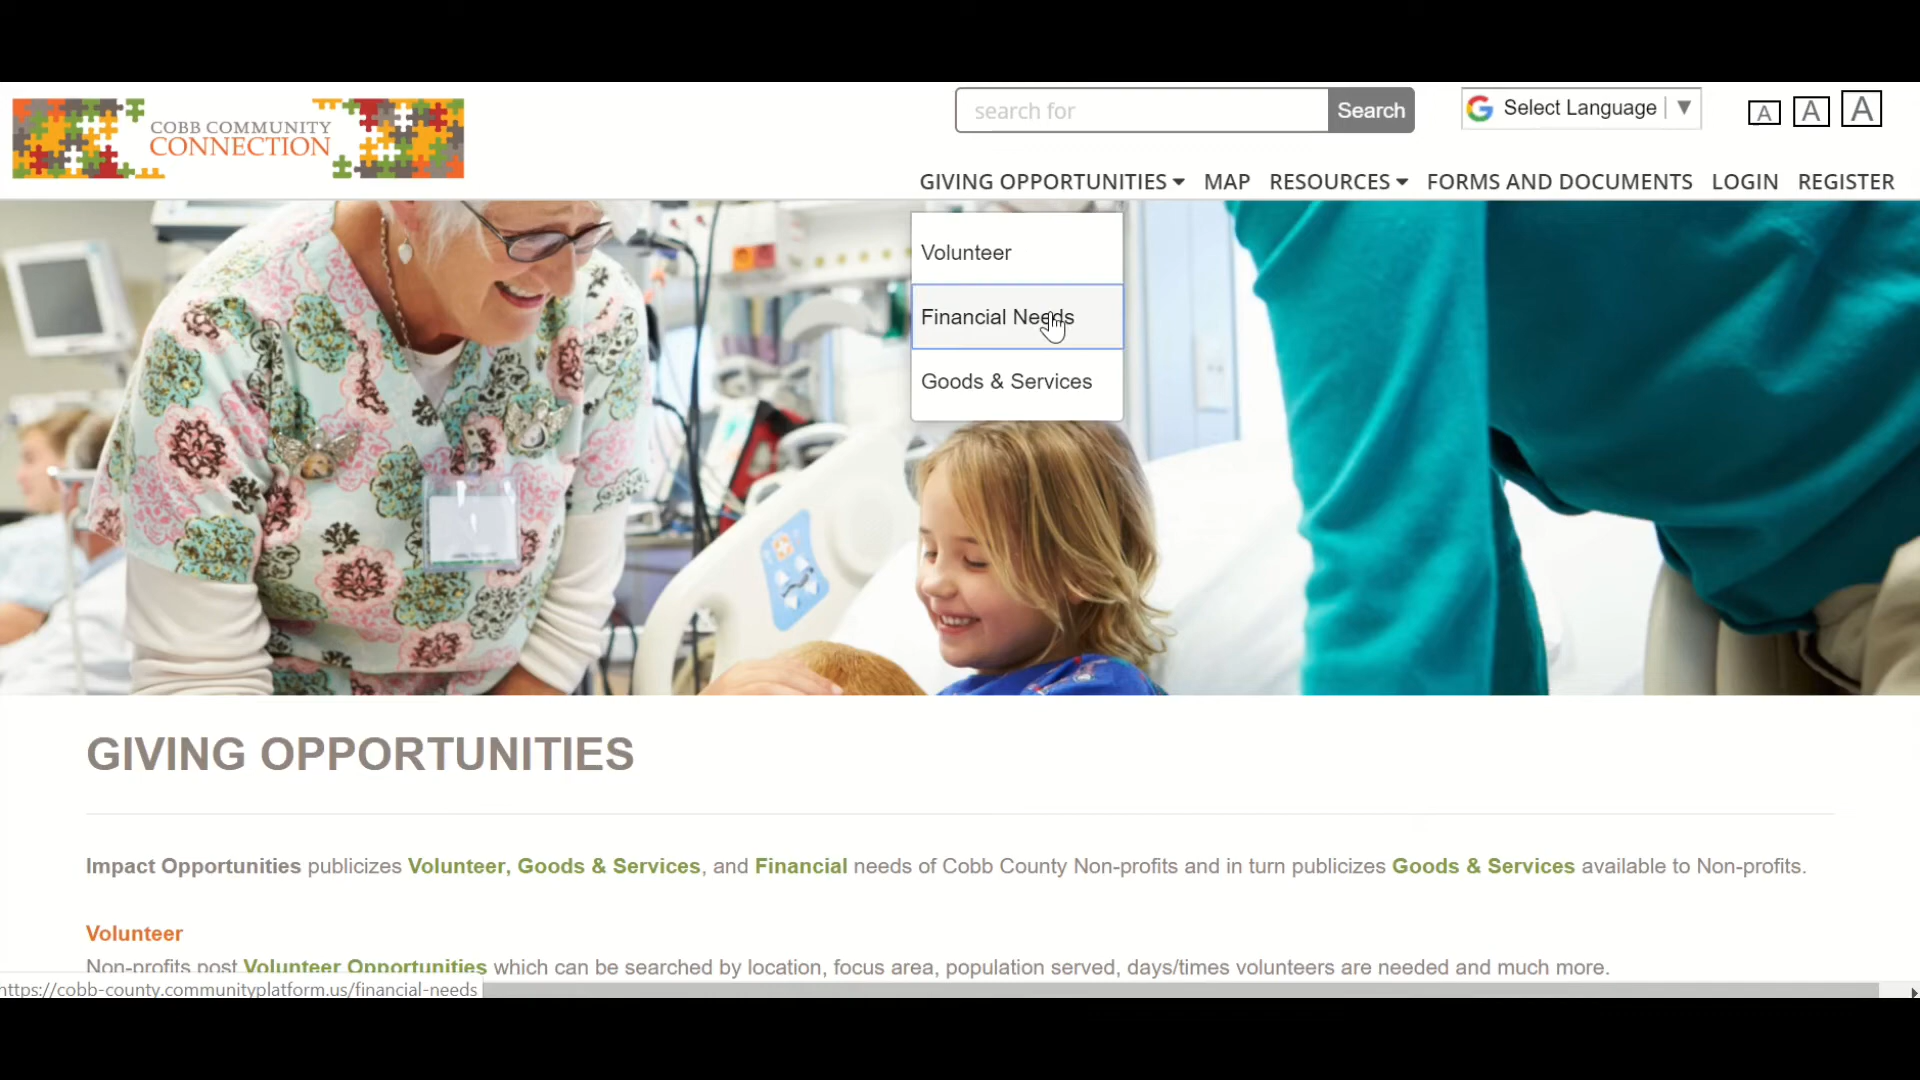 COBB COMMUNITY
CONNECTION
search for
Search
Select Language
A A A
GIVING OPPORTUNITIES MAP RESOURCES FORMS AND DOCUMENTS LOGIN REGISTER
Volunteer
Financial Needs
Goods & Services
GIVING OPPORTUNITIES
Impact Opportunities publicizes Volunteer, Goods & Services, and Financial needs of Cobb County Non-profits and in turn publicizes Goods & Services available to Non-profits.
Volunteer
Non-profits post Volunteer Opportunities which can be searched by location, focus area, population served, days/times volunteers are needed and much more.
https://cobb-county.communityplatform.us/financial-needs